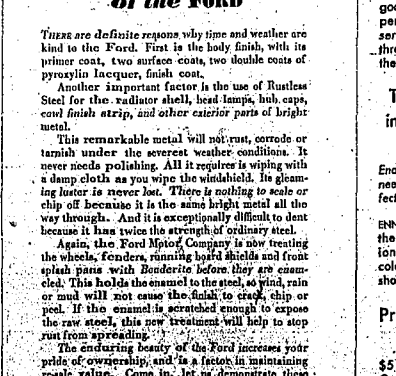 of the FORD
THERE are definite reasons why time and weather are
kind to the Ford. First is the body finish, with its
primer coat, two surface coats, two double coats of
pyroxylin lacquer, finish coat.
Another important factor is the use of Rustless
Steel for the radiator shell, head lamps, hub caps,
cowl finish strip, and other exterior parts of bright
metal.
This remarkable metal will not rust, corrode or
tarnish under the severest weather conditions. It
never needs polishing. All it requires is wiping with
a damp cloth as you wipe the windshield. Its gleam-
ing luster is never lost. There is nothing to scale or
chip off because it is the same bright metal all the
way through. And it is exceptionally difficult to dent
because it has twice the strength of ordinary steel.
Again, the Ford Motor Company is now treating
the wheels, fenders, running board shields and front
splash pans with Bonderite before they are enam-
eled. This holds the enamel to the steel, so wind, rain
or mud will not cause the finish to crack, chip or
peel. If the enamel is scratched enough to expose
the raw steel, this new treatment will help to stop
rust from spreading.
The enduring beauty of the Ford increases your
pride of ownership, and is a factor in maintaining
re-sale value. Come in, let us demonstrate these
goo
per
ser
thr
the
T
in
Ena
nee
fect
ENN
the
ion
cole
sho
Pr
$5